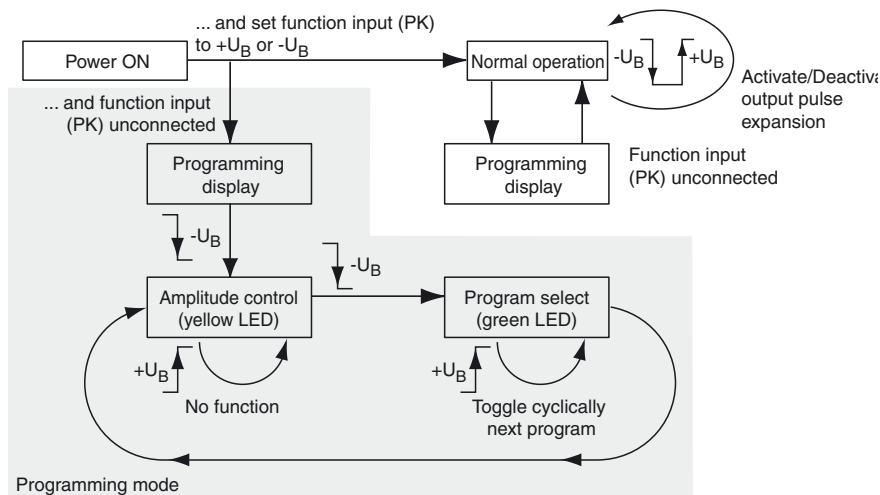 ... and set function input (PK)
to +UB or -UB
Power ON
Normal operation
-UB
+UB
Activate/Deactiva
output pulse
expansion
... and function input
(PK) unconnected
Programming
display
Programming
display
Function input
(PK) unconnected
-UB
-UB
Amplitude control
(yellow LED)
Program select
(green LED)
+UB
+UB
No function
Toggle cyclically
next program
Programming mode